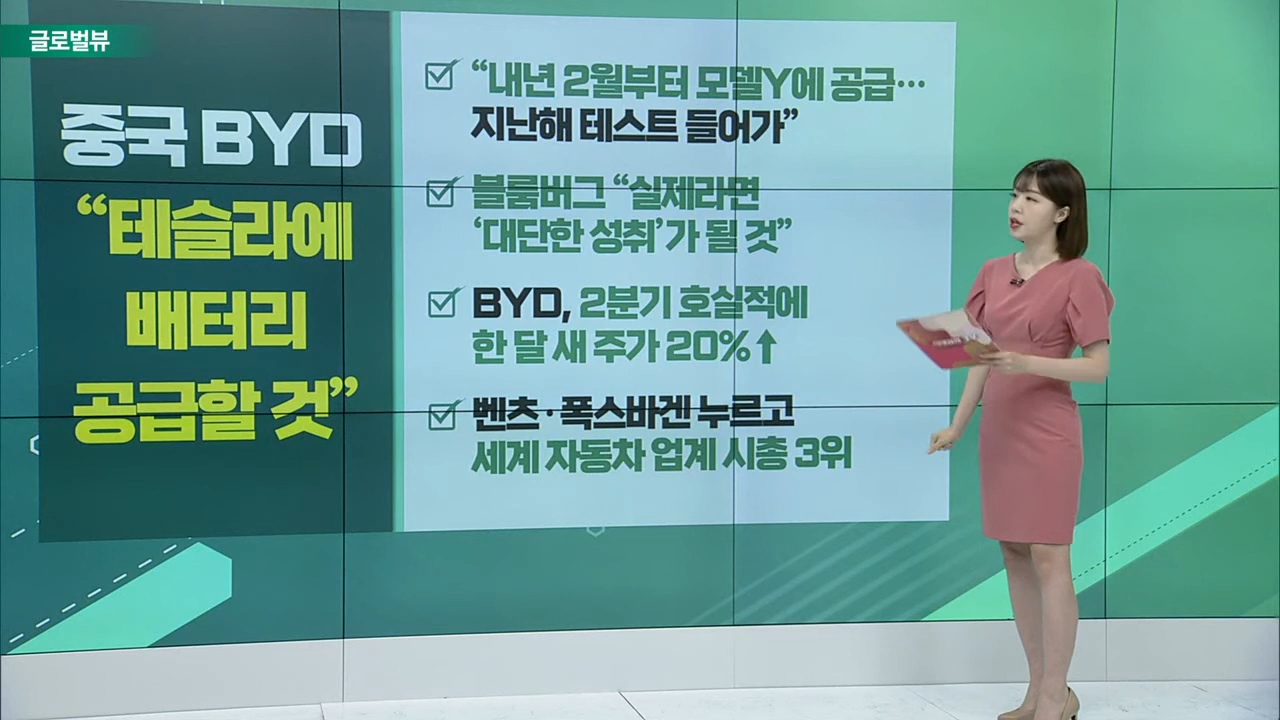 글로벌뷰
중국 BYD
“테슬라에
배터리
공급할 것”
“내년 2월부터 모델Y에 공급…
지난해 테스트 들어가”
블룸버그 “실제라면
‘대단한 성취’가 될 것”
BYD, 2분기 호실적에
한 달 새 주가 20%↑
벤츠·폭스바겐 누르고
세계 자동차 업계 시총 3위